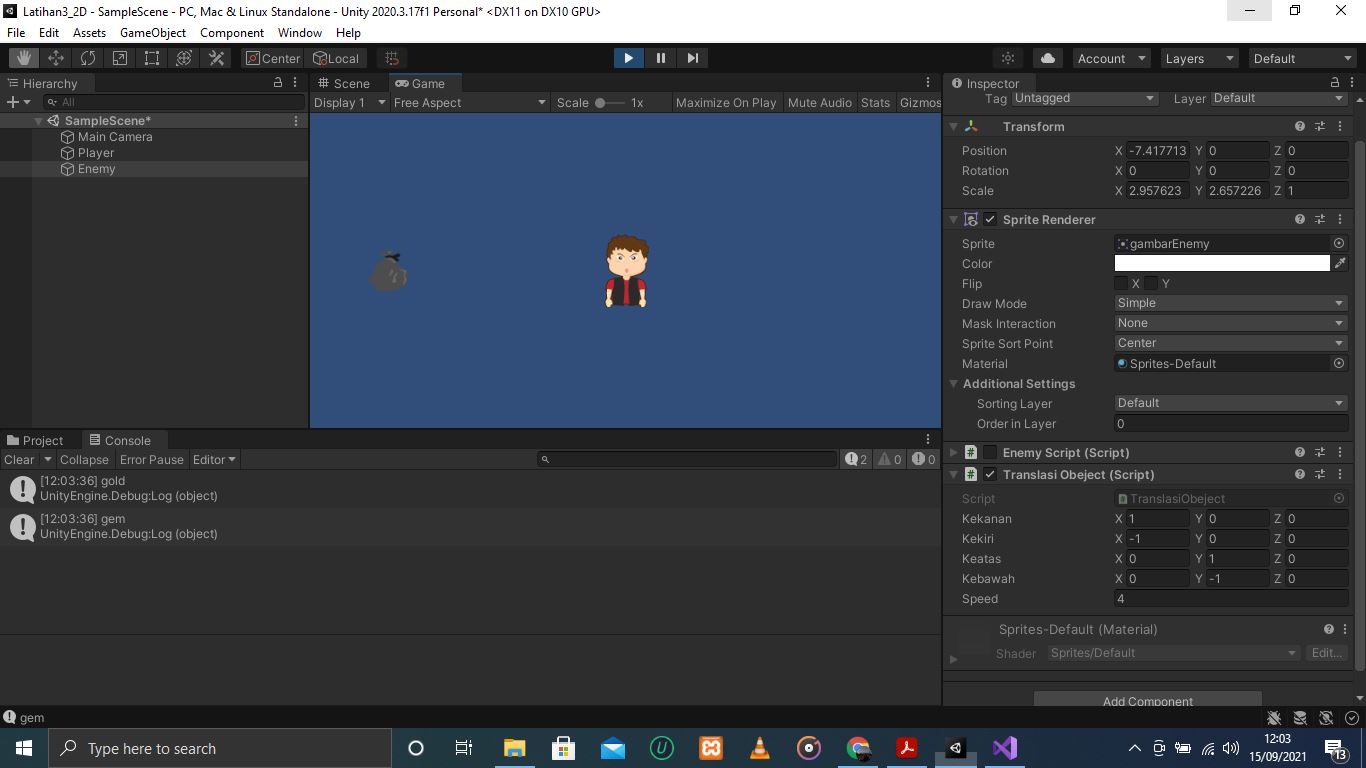 Latihan3_2D - SampleScene - PC, Mac & Linux Standalone - Unity 2020.3.17f1 Personal* <DX11 on DX10 GPU>
File Edit Assets GameObject Component Window Help
Center Local Account Layers Default
Hierarchy
All
SampleScene*
Main Camera
Player
Enemy
Scene Game
Display 1 Free Aspect Scale 1x Maximize On Play Mute Audio Stats Gizmos
Project Console
Clear Collapse Error Pause Editor 2 0 0
[12:03:36] gold
UnityEngine.Debug:Log (object)
[12:03:36] gem
UnityEngine.Debug:Log (object)
Inspector
Tag Untagged Layer Default
Transform
Position X -7.417713 Y 0 Z 0
Rotation X 0 Y 0 Z 0
Scale X 2.957623 Y 2.657226 Z 1
Sprite Renderer
Sprite gambarEnemy
Color
Flip X Y
Draw Mode Simple
Mask Interaction None
Sprite Sort Point Center
Material Sprites-Default
Additional Settings
Sorting Layer Default
Order in Layer 0
# Enemy Script (Script)
# Translasi Obeject (Script)
Script # TranslasiObeject
Kekanan X 1 Y 0 Z 0
Kekiri X -1 Y 0 Z 0
Keatas X 0 Y 1 Z 0
Kebawah X 0 Y -1 Z 0
Speed 4
Sprites-Default (Material)
Shader Sprites/Default Edit...
Add Component
gem
Type here to search
12:03
15/09/2021
13